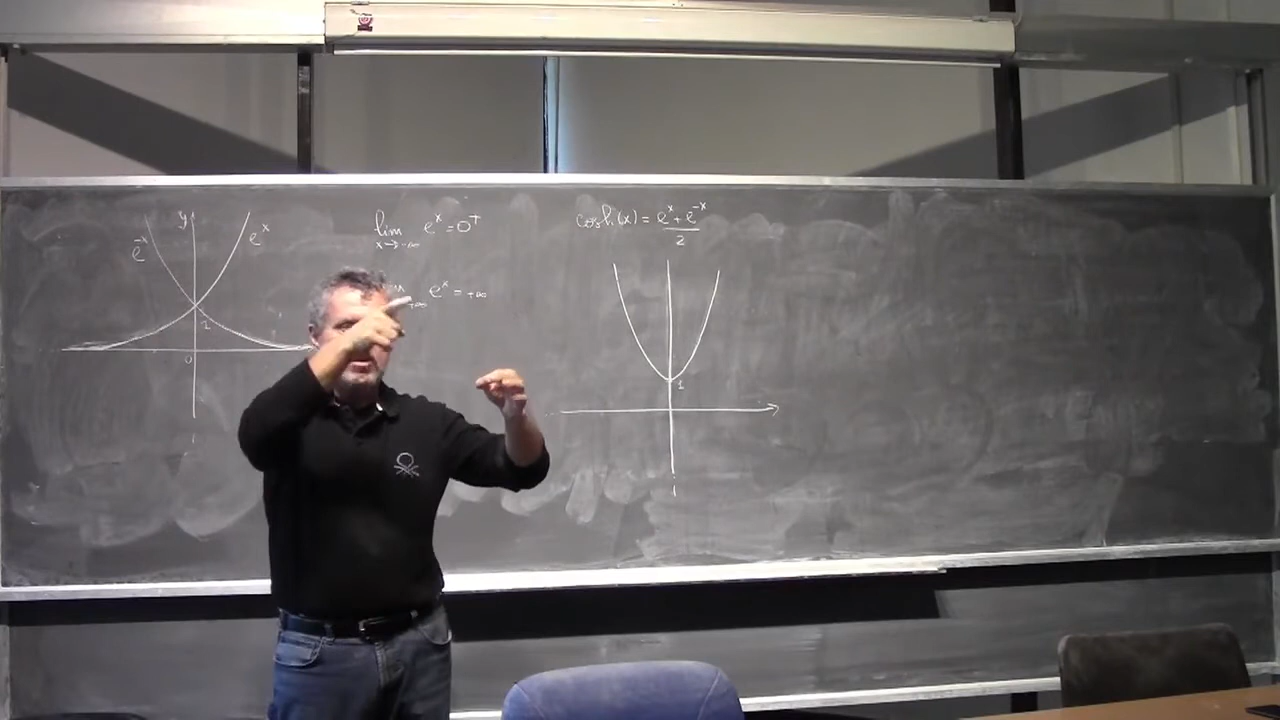 y
e^-x
e^x
1
0
lim e^x = 0^+
x→-∞
e^x = +∞
+∞
cosh(x) = e^x + e^-x
2
1